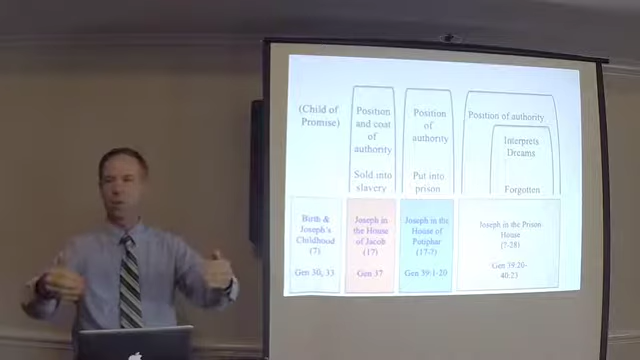 (Child of
Promise)
Position
and cost
of
authority
Sold into
slavery
Position
of
authority
Put into
prison
Position of authority
Interprets
Dreams
Forgotten
Birth &
Joseph's
Childhood
(?)
Gen 30, 33
Joseph in
the House
of Jacob
(17)
Gen 37
Joseph in the
House of
Potiphar
(17-?)
Gen 39:1-20
Joseph in the Prison
House
(?-28)
Gen 39:20-
40:23